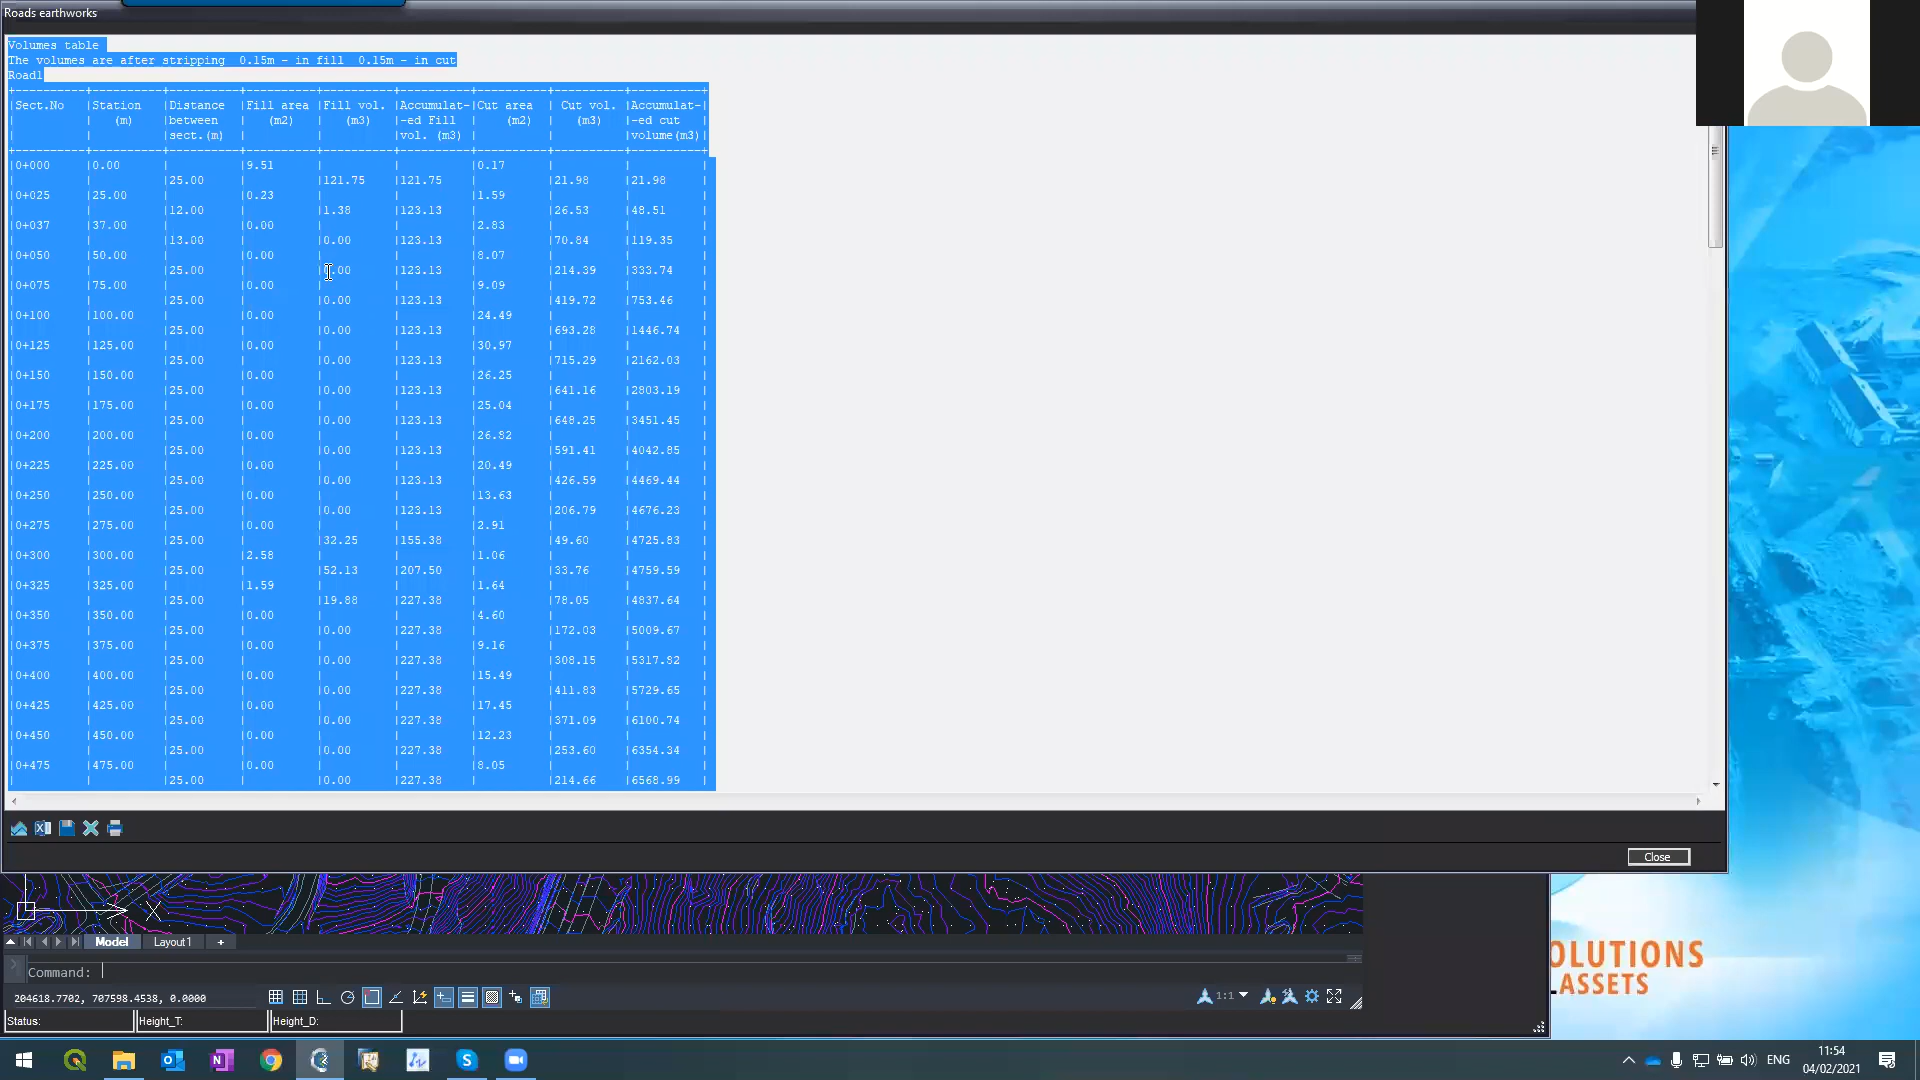 Roads earthworks
Volumes table
The volumes are after stripping 0.15m - in fill 0.15m - in cut
Road1
|Sect.No |Station |Distance |Fill area |Fill vol. |Accumulat-|Cut area | Cut vol. |Accumulat-|
| | (m) |between | (m2) | (m3) |-ed Fill | (m2) | (m3) |-ed cut |
| | |sect.(m) | | |vol. (m3) | | |volume(m3)|
|0+000 |0.00 | |9.51 | | |0.17 | | |
| | |25.00 | |121.75 |121.75 | |21.98 |21.98 |
|0+025 |25.00 | |0.23 | | |1.59 | | |
| | |12.00 | |1.38 |123.13 | |26.53 |48.51 |
|0+037 |37.00 | |0.00 | | |2.83 | | |
| | |13.00 | |0.00 |123.13 | |70.84 |119.35 |
|0+050 |50.00 | |0.00 | | |8.07 | | |
| | |25.00 | |0.00 |123.13 | |214.39 |333.74 |
|0+075 |75.00 | |0.00 | | |9.09 | | |
| | |25.00 | |0.00 |123.13 | |419.72 |753.46 |
|0+100 |100.00 | |0.00 | | |24.49 | | |
| | |25.00 | |0.00 |123.13 | |693.28 |1446.74 |
|0+125 |125.00 | |0.00 | | |30.97 | | |
| | |25.00 | |0.00 |123.13 | |715.29 |2162.03 |
|0+150 |150.00 | |0.00 | | |26.25 | | |
| | |25.00 | |0.00 |123.13 | |641.16 |2803.19 |
|0+175 |175.00 | |0.00 | | |25.04 | | |
| | |25.00 | |0.00 |123.13 | |648.25 |3451.45 |
|0+200 |200.00 | |0.00 | | |26.82 | | |
| | |25.00 | |0.00 |123.13 | |591.41 |4042.85 |
|0+225 |225.00 | |0.00 | | |20.49 | | |
| | |25.00 | |0.00 |123.13 | |426.59 |4469.44 |
|0+250 |250.00 | |0.00 | | |13.63 | | |
| | |25.00 | |0.00 |123.13 | |206.79 |4676.23 |
|0+275 |275.00 | |0.00 | | |2.91 | | |
| | |25.00 | |32.25 |155.38 | |49.60 |4725.83 |
|0+300 |300.00 | |2.58 | | |1.06 | | |
| | |25.00 | |52.13 |207.50 | |33.76 |4759.59 |
|0+325 |325.00 | |1.59 | | |1.64 | | |
| | |25.00 | |19.88 |227.38 | |78.05 |4837.64 |
|0+350 |350.00 | |0.00 | | |4.60 | | |
| | |25.00 | |0.00 |227.38 | |172.03 |5009.67 |
|0+375 |375.00 | |0.00 | | |9.16 | | |
| | |25.00 | |0.00 |227.38 | |308.15 |5317.82 |
|0+400 |400.00 | |0.00 | | |15.49 | | |
| | |25.00 | |0.00 |227.38 | |411.83 |5729.65 |
|0+425 |425.00 | |0.00 | | |17.45 | | |
| | |25.00 | |0.00 |227.38 | |371.09 |6100.74 |
|0+450 |450.00 | |0.00 | | |12.23 | | |
| | |25.00 | |0.00 |227.38 | |253.60 |6354.34 |
|0+475 |475.00 | |0.00 | | |8.05 | | |
| | |25.00 | |0.00 |227.38 | |214.66 |6568.99 |
Close
X
Model Layout1 +
Command:
204618.7702, 707598.4538, 0.0000
1:1
Status: Height_T: Height_D:
OLUTIONS
ASSETS
ENG
11:54
04/02/2021